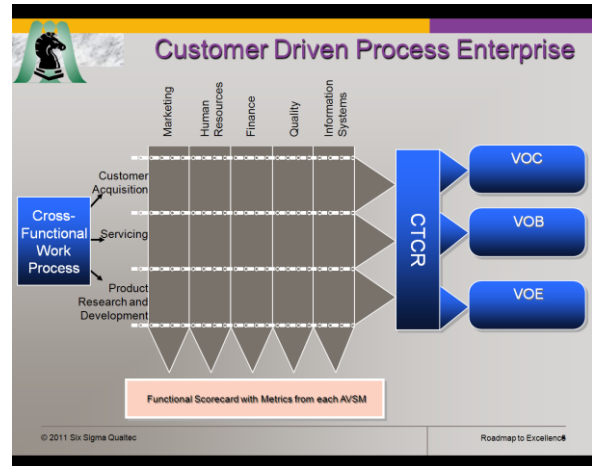 Customer Driven Process Enterprise
Marketing
Human
Resources
Finance
Quality
Information
Systems
Customer
Acquisition
Cross-
Functional
Work
Process
Servicing
Product
Research and
Development
CTCR
VOC
VOB
VOE
Functional Scorecard with Metrics from each AVSM
© 2011 Six Sigma Qualtec
Roadmap to Excellence